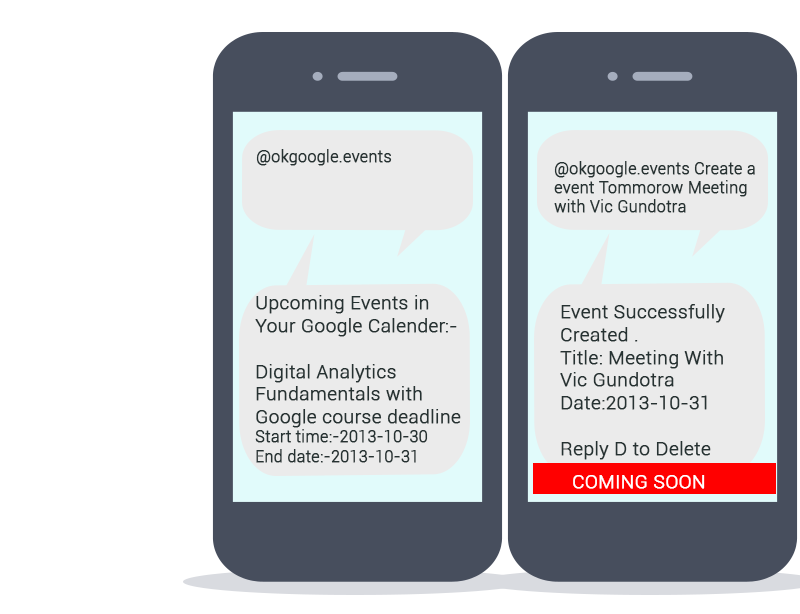 @okgoogle.events
Upcoming Events in
Your Google Calender:-
Digital Analytics
Fundamentals with
Google course deadline
Start time:-2013-10-30
End date:-2013-10-31
@okgoogle.events Create a
event Tommorow Meeting
with Vic Gundotra
Event Successfully
Created .
Title: Meeting With
Vic Gundotra
Date:2013-10-31
Reply D to Delete
COMING SOON